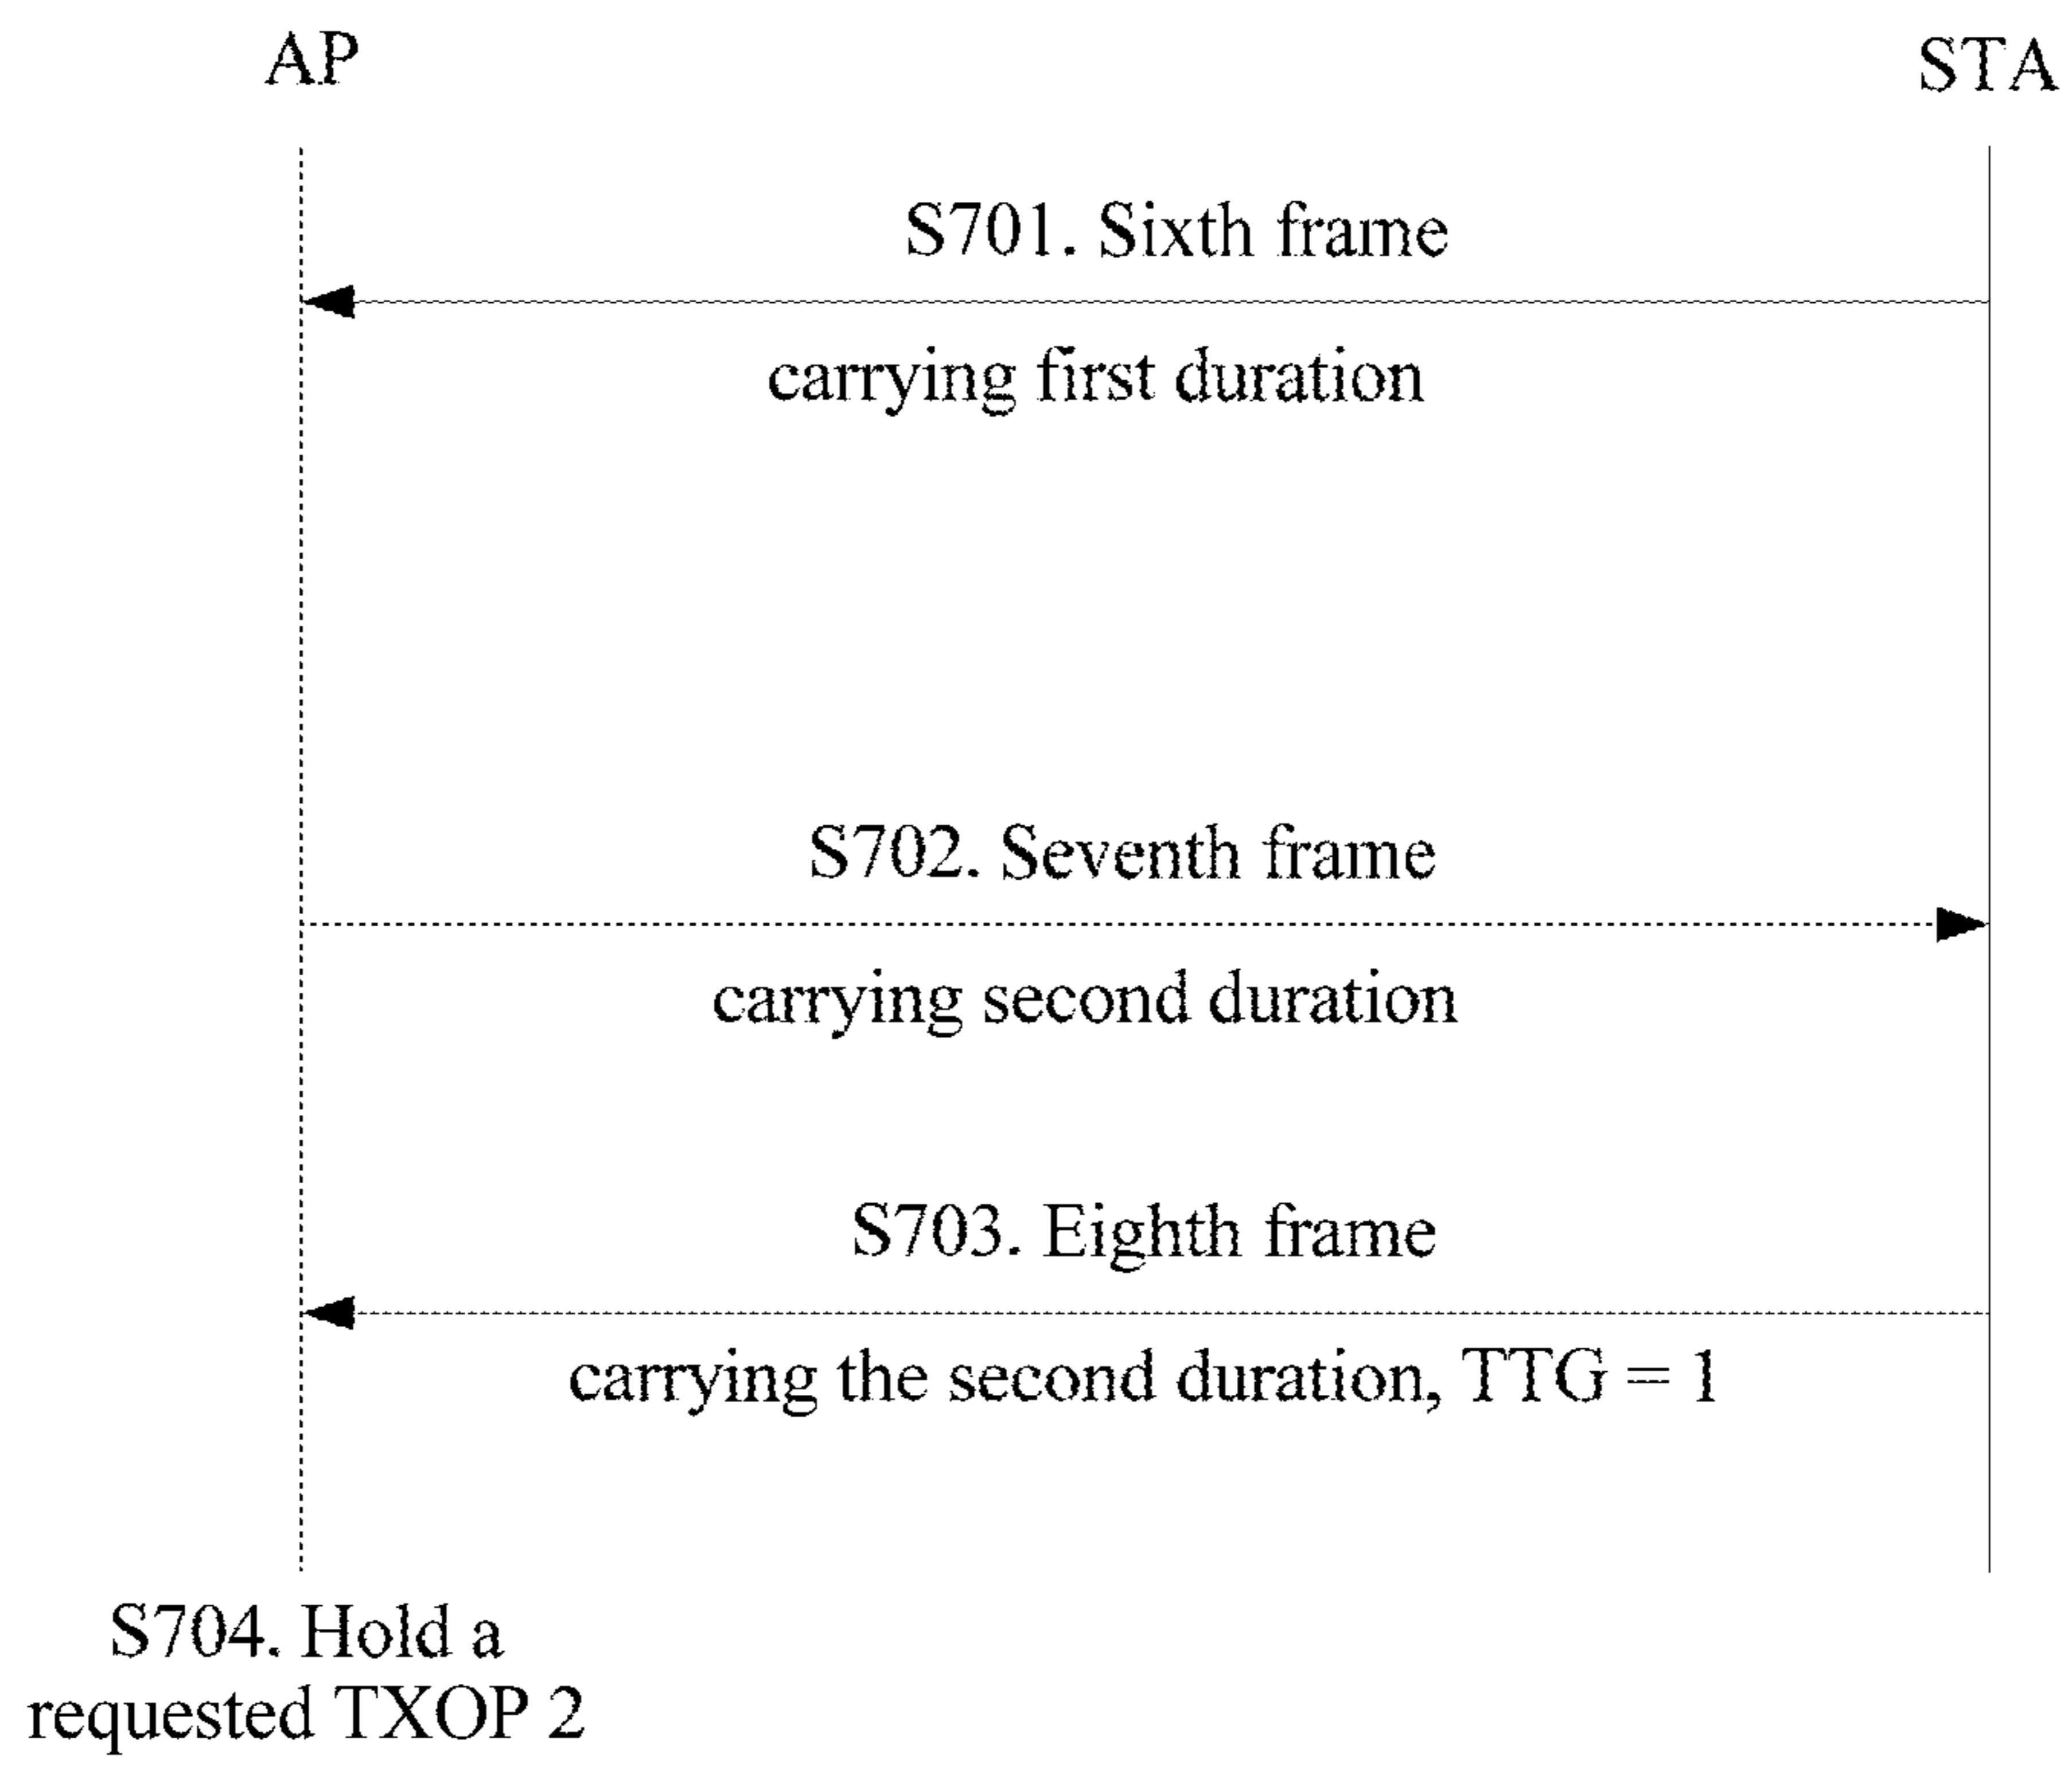 AP
STA
S701. Sixth frame
carrying first duration
S702. Seventh frame
carrying second duration
S703. Eighth frame
carrying the second duration, TTG = 1
S704. Hold a
requested TXOP 2